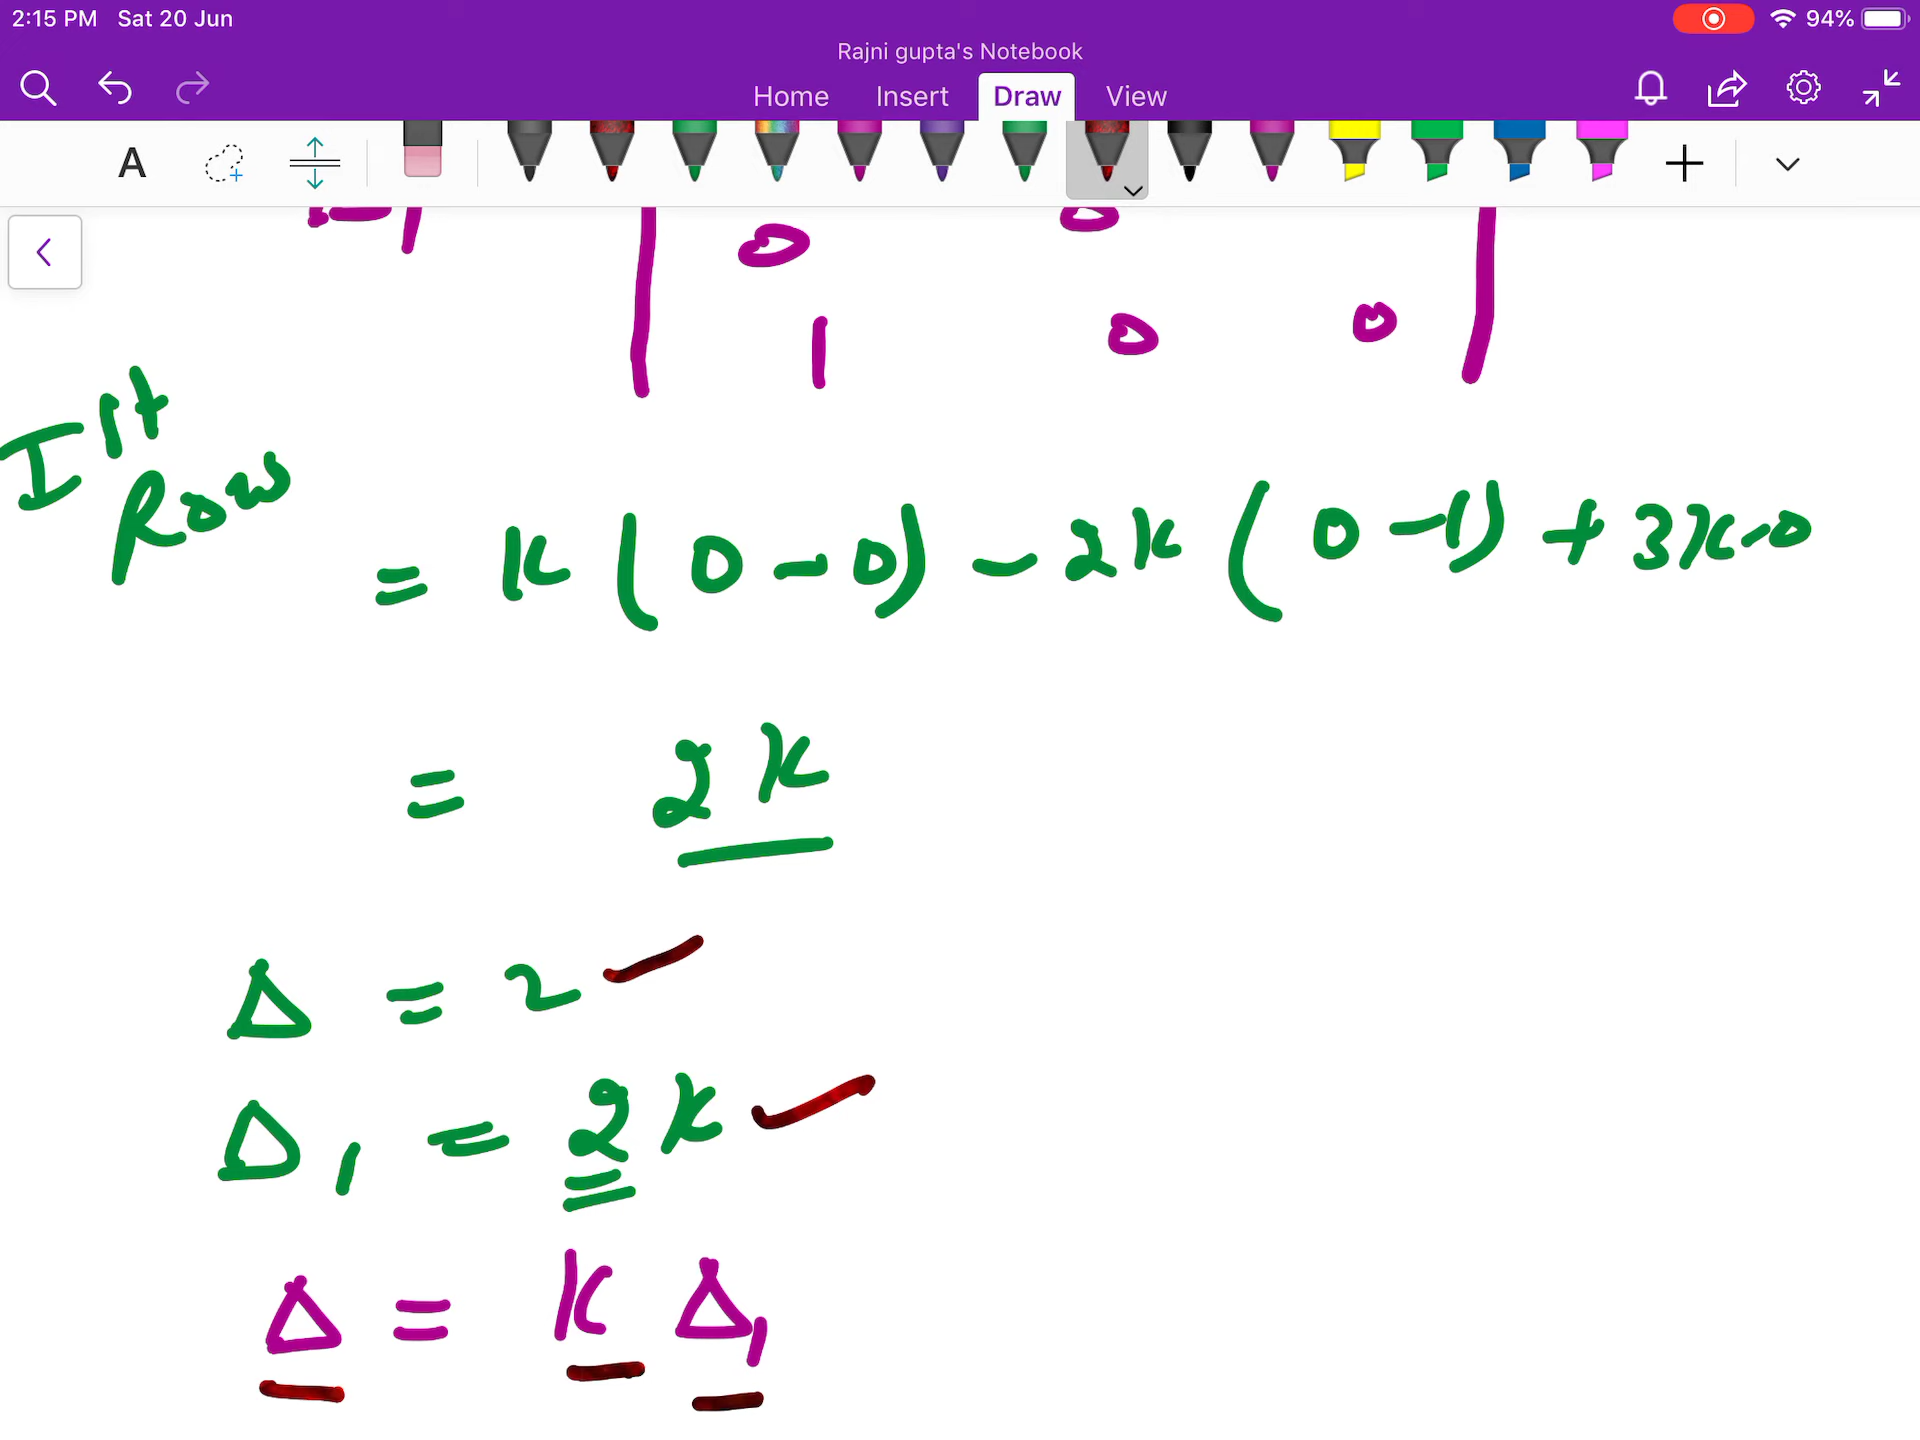 2:15 PM Sat 20 Jun
94%
Rajni gupta's Notebook
Home Insert Draw View
A
0 0
1 0 0
Ist
Row
= k ( 0 - 0 ) - 2k ( 0 - 1 ) + 3k.0
= 2k
Δ = 2
Δ1 = 2k
Δ = k Δ1